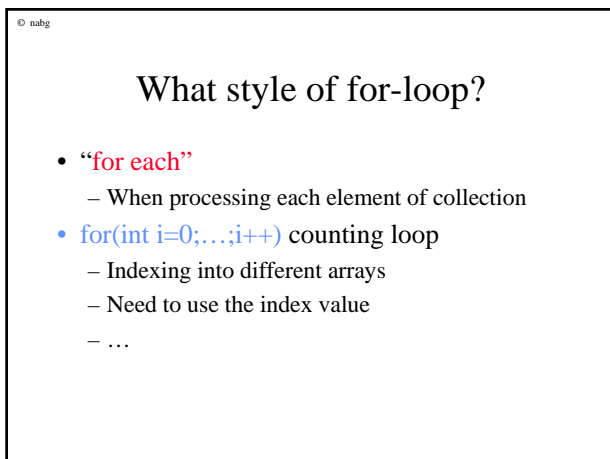 © nabg
What style of for-loop?
• “for each”
– When processing each element of collection
• for(int i=0;…;i++) counting loop
– Indexing into different arrays
– Need to use the index value
– …